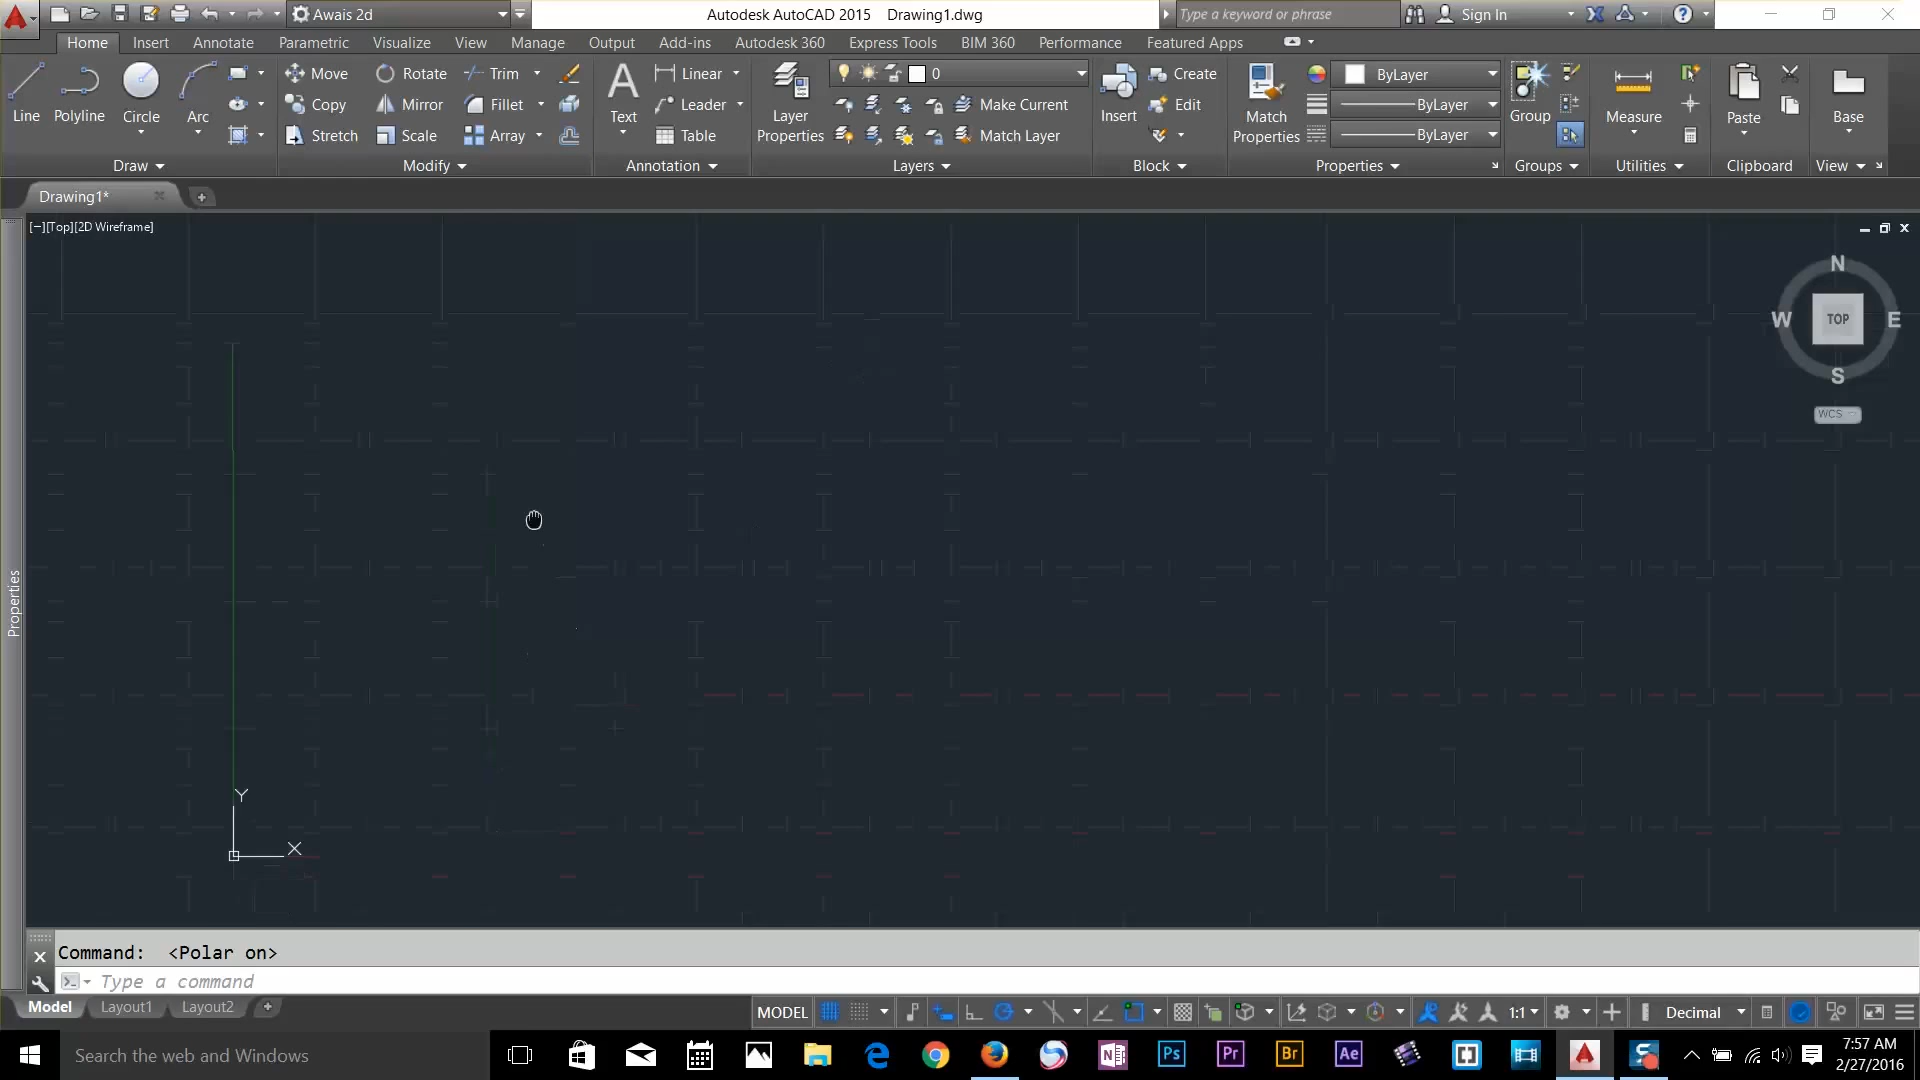 Awais 2d
Autodesk AutoCAD 2015 Drawing1.dwg
Type a keyword or phrase
Sign In
Home Insert Annotate Parametric Visualize View Manage Output Add-ins Autodesk 360 Express Tools BIM 360 Performance Featured Apps
Line Polyline Circle Arc
Move Rotate Trim
Copy Mirror Fillet
Stretch Scale Array
Text
Linear
Leader
Table
Layer Properties
0
Make Current
Match Layer
Insert
Create
Edit
Match Properties
ByLayer
ByLayer
ByLayer
Group
Measure
Paste
Base
Draw Modify Annotation Layers Block Properties Groups Utilities Clipboard View
Drawing1*
[−][Top][2D Wireframe]
N
W TOP E
S
WCS
Properties
Y
X
Command: <Polar on>
Type a command
Model Layout1 Layout2
MODEL 1:1 Decimal
Search the web and Windows
Ps Pr Br Ae
7:57 AM
2/27/2016